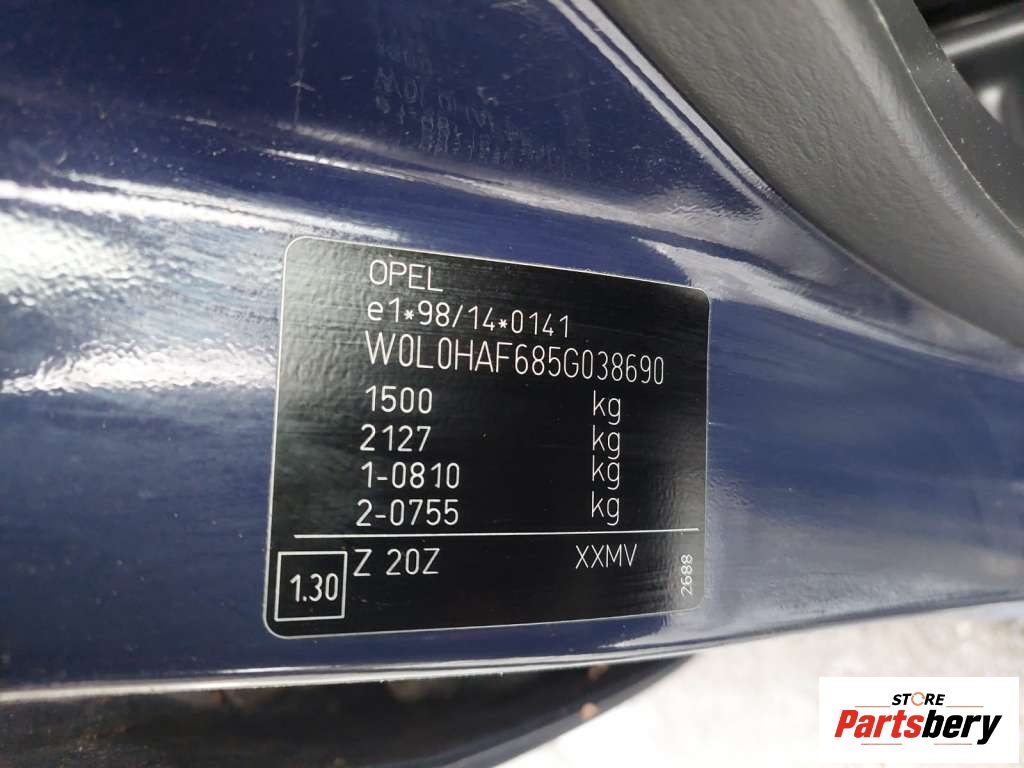 OPEL
e1*98/14*0141
W0L0HAF685G038690
1500 kg
2127 kg
1-0810 kg
2-0755 kg
1.30 Z 20Z XXMV 2688
STORE
Partsbery